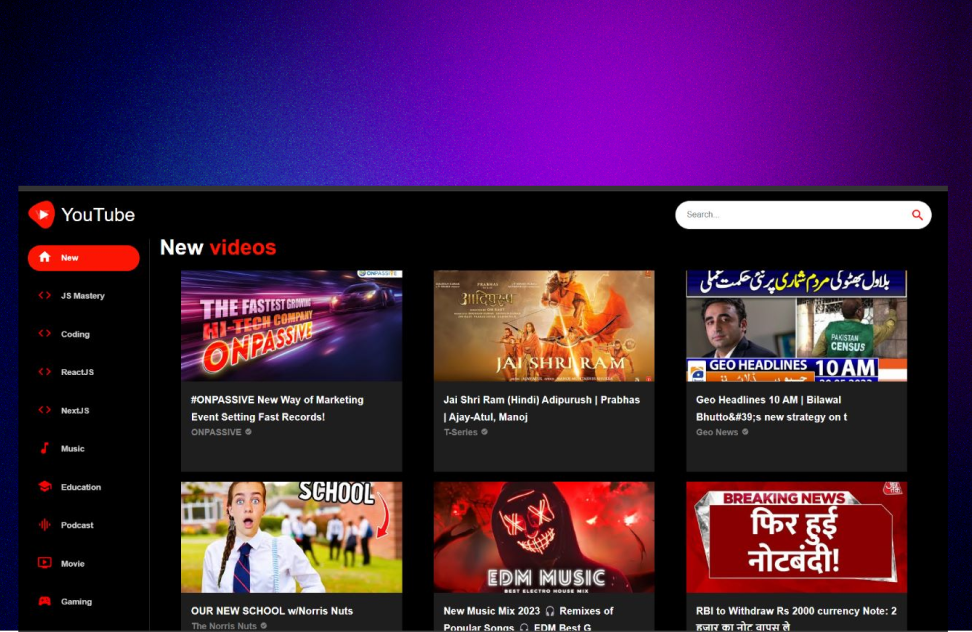 YouTube
Search...
New videos
New
JS Mastery
Coding
ReactJS
NextJS
Music
Education
Podcast
Movie
Gaming
ONPASSIVE
THE FASTEST GROWING
HI-TECH COMPANY
ONPASSIVE
#ONPASSIVE New Way of Marketing
Event Setting Fast Records!
ONPASSIVE
PRABHAS
आदिपुरुष
JAI SHRI RAM
Jai Shri Ram (Hindi) Adipurush | Prabhas
| Ajay-Atul, Manoj
T-Series
بلاول بھٹو کی مردم شماری پر نئی حکمت عملی
PAKISTAN
CENSUS
GEO HEADLINES 10 AM
Geo Headlines 10 AM | Bilawal
Bhutto&#39;s new strategy on t
Geo News
SCHOOL
OUR NEW SCHOOL w/Norris Nuts
The Norris Nuts
EDM MUSIC
BEST ELECTRO HOUSE MIX
New Music Mix 2023 🎧 Remixes of
Popular Songs 🎧 EDM Best G
BREAKING NEWS
फिर हुई
नोटबंदी!
RBI to Withdraw Rs 2000 currency Note: 2
हजार का नोट वापस ले